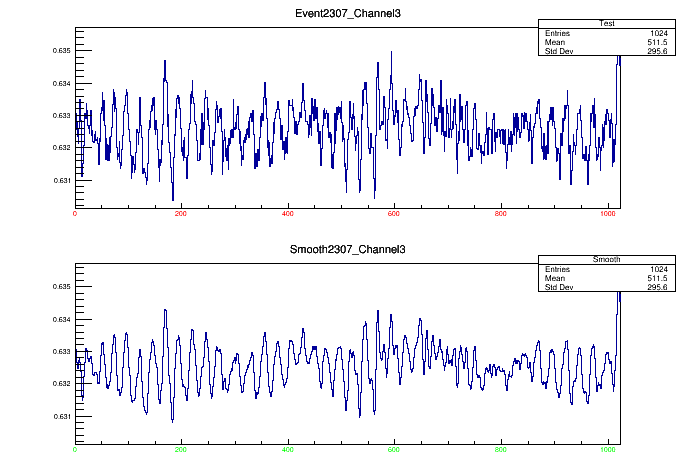 Event2307_Channel3
Test
Entries 1024
Mean 511.5
Std Dev 295.6
0.635
0.634
0.633
0.632
0.631
0 200 400 600 800 1000
Smooth2307_Channel3
Smooth
Entries 1024
Mean 511.5
Std Dev 295.6
0.635
0.634
0.633
0.632
0.631
0 200 400 600 800 1000